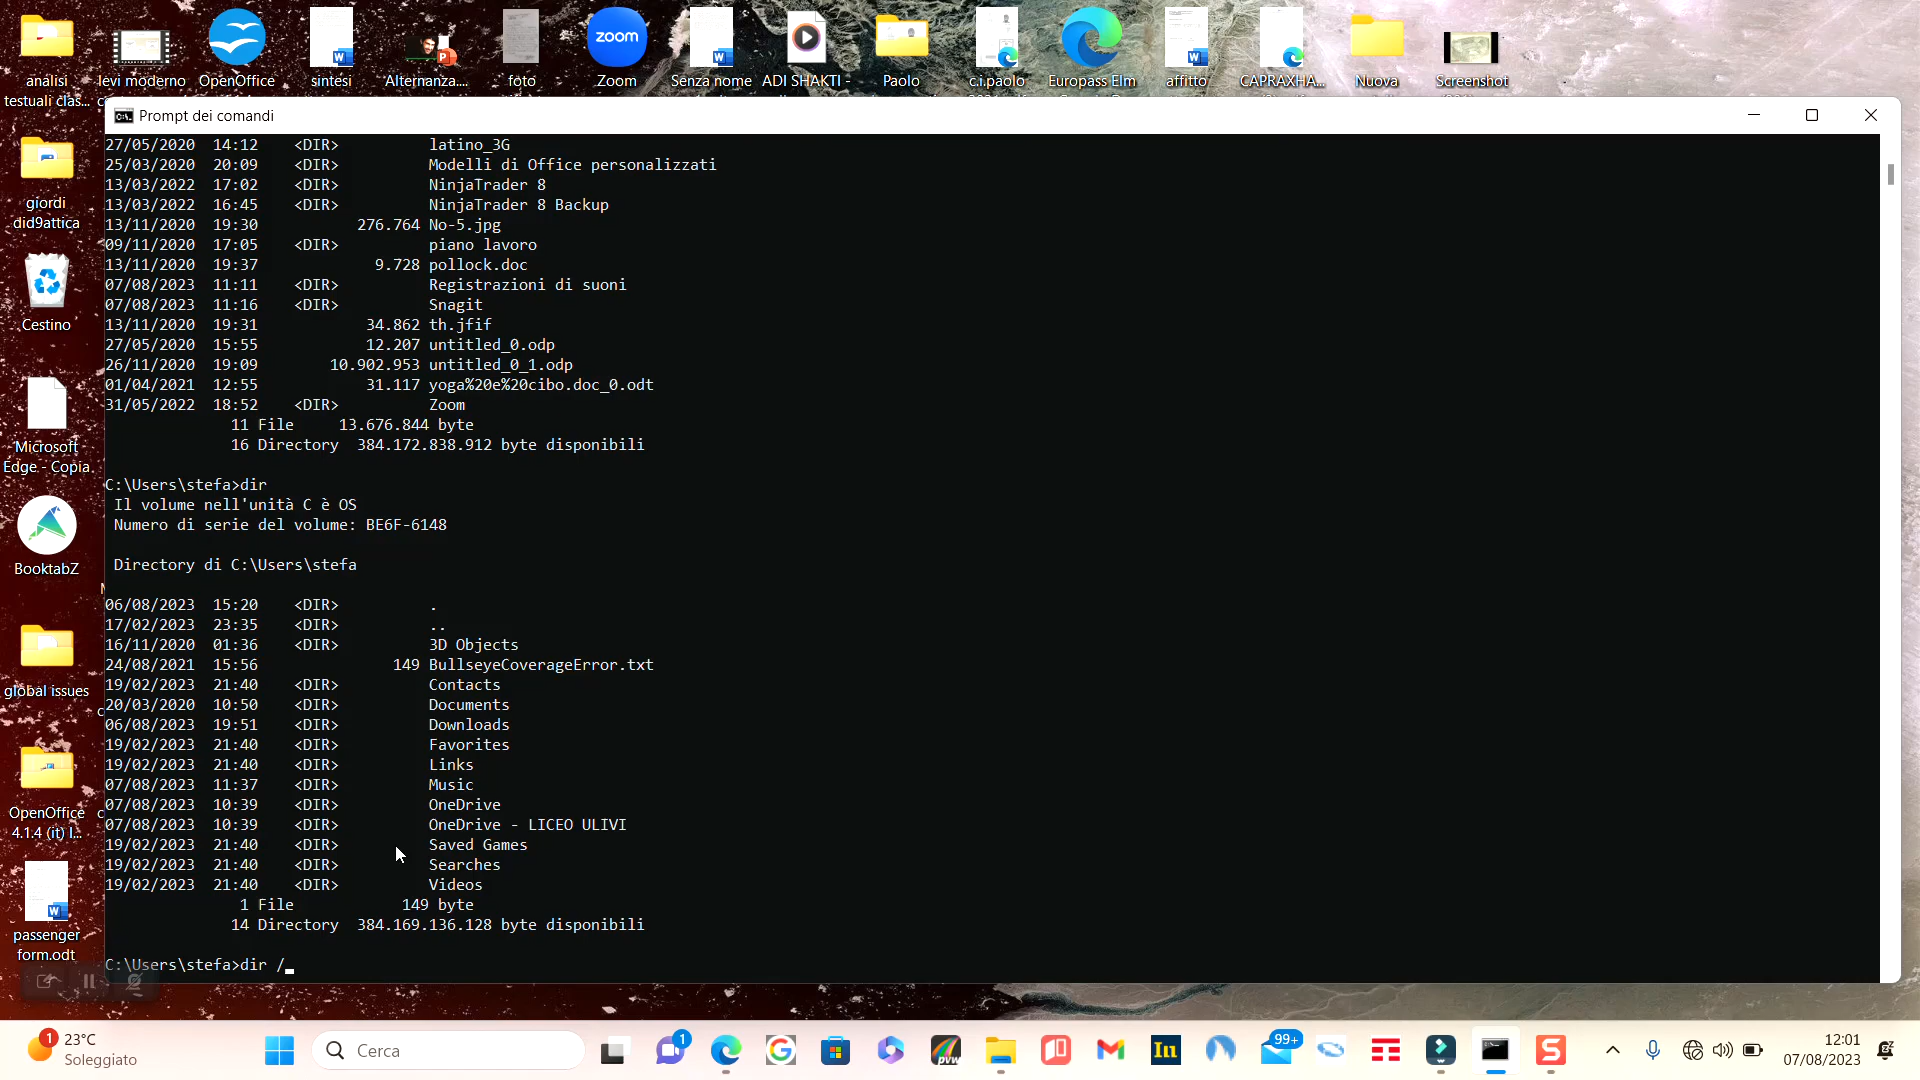 análisi
testuali clas...
levi moderno
OpenOffice
sintesi
Alternanza....
foto
Zoom
zoom
Senza nome
ADI SHAKTI -
Paolo
c.i.paolo
Europass Elm
affitto
CAPRAXHA...
Nuova
Screenshot
Prompt dei comandi
giordi
did9attica
Cestino
Microsoft
Edge - Copia
BooktabZ
global issues
OpenOffice
4.1.4 (it) I...
passenger
form.odt
27/05/2020  14:12    <DIR>          latino_3G
25/03/2020  20:09    <DIR>          Modelli di Office personalizzati
13/03/2022  17:02    <DIR>          NinjaTrader 8
13/03/2022  16:45    <DIR>          NinjaTrader 8 Backup
13/11/2020  19:30           276.764 No-5.jpg
09/11/2020  17:05    <DIR>          piano lavoro
13/11/2020  19:37             9.728 pollock.doc
07/08/2023  11:11    <DIR>          Registrazioni di suoni
07/08/2023  11:16    <DIR>          Snagit
13/11/2020  19:31            34.862 th.jfif
27/05/2020  15:55            12.207 untitled_0.odp
26/11/2020  19:09        10.902.953 untitled_0_1.odp
01/04/2021  12:55            31.117 yoga%20e%20cibo.doc_0.odt
31/05/2022  18:52    <DIR>          Zoom
11 File     13.676.844 byte
16 Directory  384.172.838.912 byte disponibili
C:\Users\stefa>dir
Il volume nell'unità C è OS
Numero di serie del volume: BE6F-6148
Directory di C:\Users\stefa
06/08/2023  15:20    <DIR>          .
17/02/2023  23:35    <DIR>          ..
16/11/2020  01:36    <DIR>          3D Objects
24/08/2021  15:56               149 BullseyeCoverageError.txt
19/02/2023  21:40    <DIR>          Contacts
20/03/2020  10:50    <DIR>          Documents
06/08/2023  19:51    <DIR>          Downloads
19/02/2023  21:40    <DIR>          Favorites
19/02/2023  21:40    <DIR>          Links
07/08/2023  11:37    <DIR>          Music
07/08/2023  10:39    <DIR>          OneDrive
07/08/2023  10:39    <DIR>          OneDrive - LICEO ULIVI
19/02/2023  21:40    <DIR>          Saved Games
19/02/2023  21:40    <DIR>          Searches
19/02/2023  21:40    <DIR>          Videos
1 File            149 byte
14 Directory  384.169.136.128 byte disponibili
C:\Users\stefa>dir /_
1
23°C
Soleggiato
Cerca
1
pvw
In
99+
S
12:01
07/08/2023